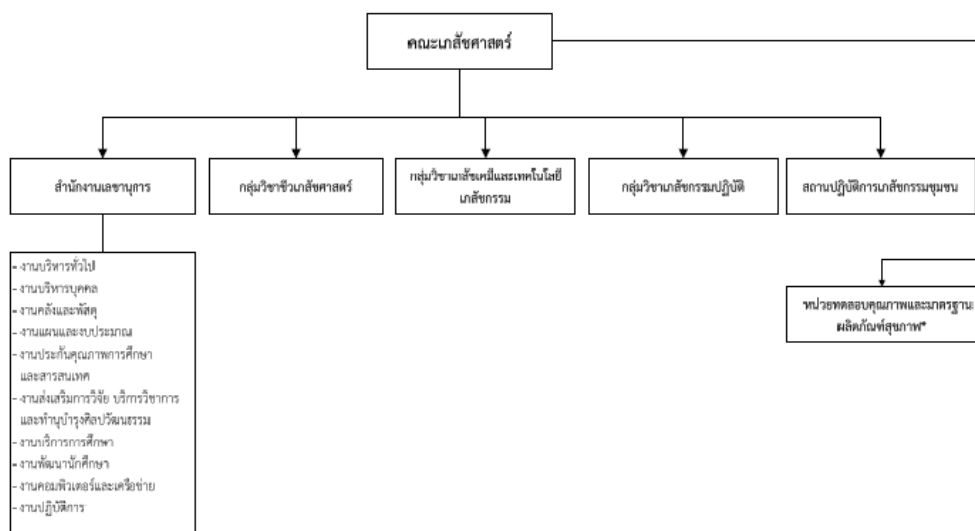 คณะเภสัชศาสตร์
สำนักงานเลขานุการ
กลุ่มวิชาชีวเภสัชศาสตร์
กลุ่มวิชาเภสัชเคมีและเทคโนโลยี
เภสัชกรรม
กลุ่มวิชาเภสัชกรรมปฏิบัติ
สถานปฏิบัติการเภสัชกรรมชุมชน
- งานบริหารทั่วไป
- งานบริหารบุคคล
- งานคลังและพัสดุ
- งานแผนและงบประมาณ
- งานประกันคุณภาพการศึกษา
และสารสนเทศ
- งานส่งเสริมการวิจัย บริการวิชาการ
และทำนุบำรุงศิลปวัฒนธรรม
- งานบริการการศึกษา
- งานพัฒนานักศึกษา
- งานคอมพิวเตอร์และเครือข่าย
- งานปฏิบัติการ
หน่วยทดสอบคุณภาพและมาตรฐาน
ผลิตภัณฑ์สุขภาพ*